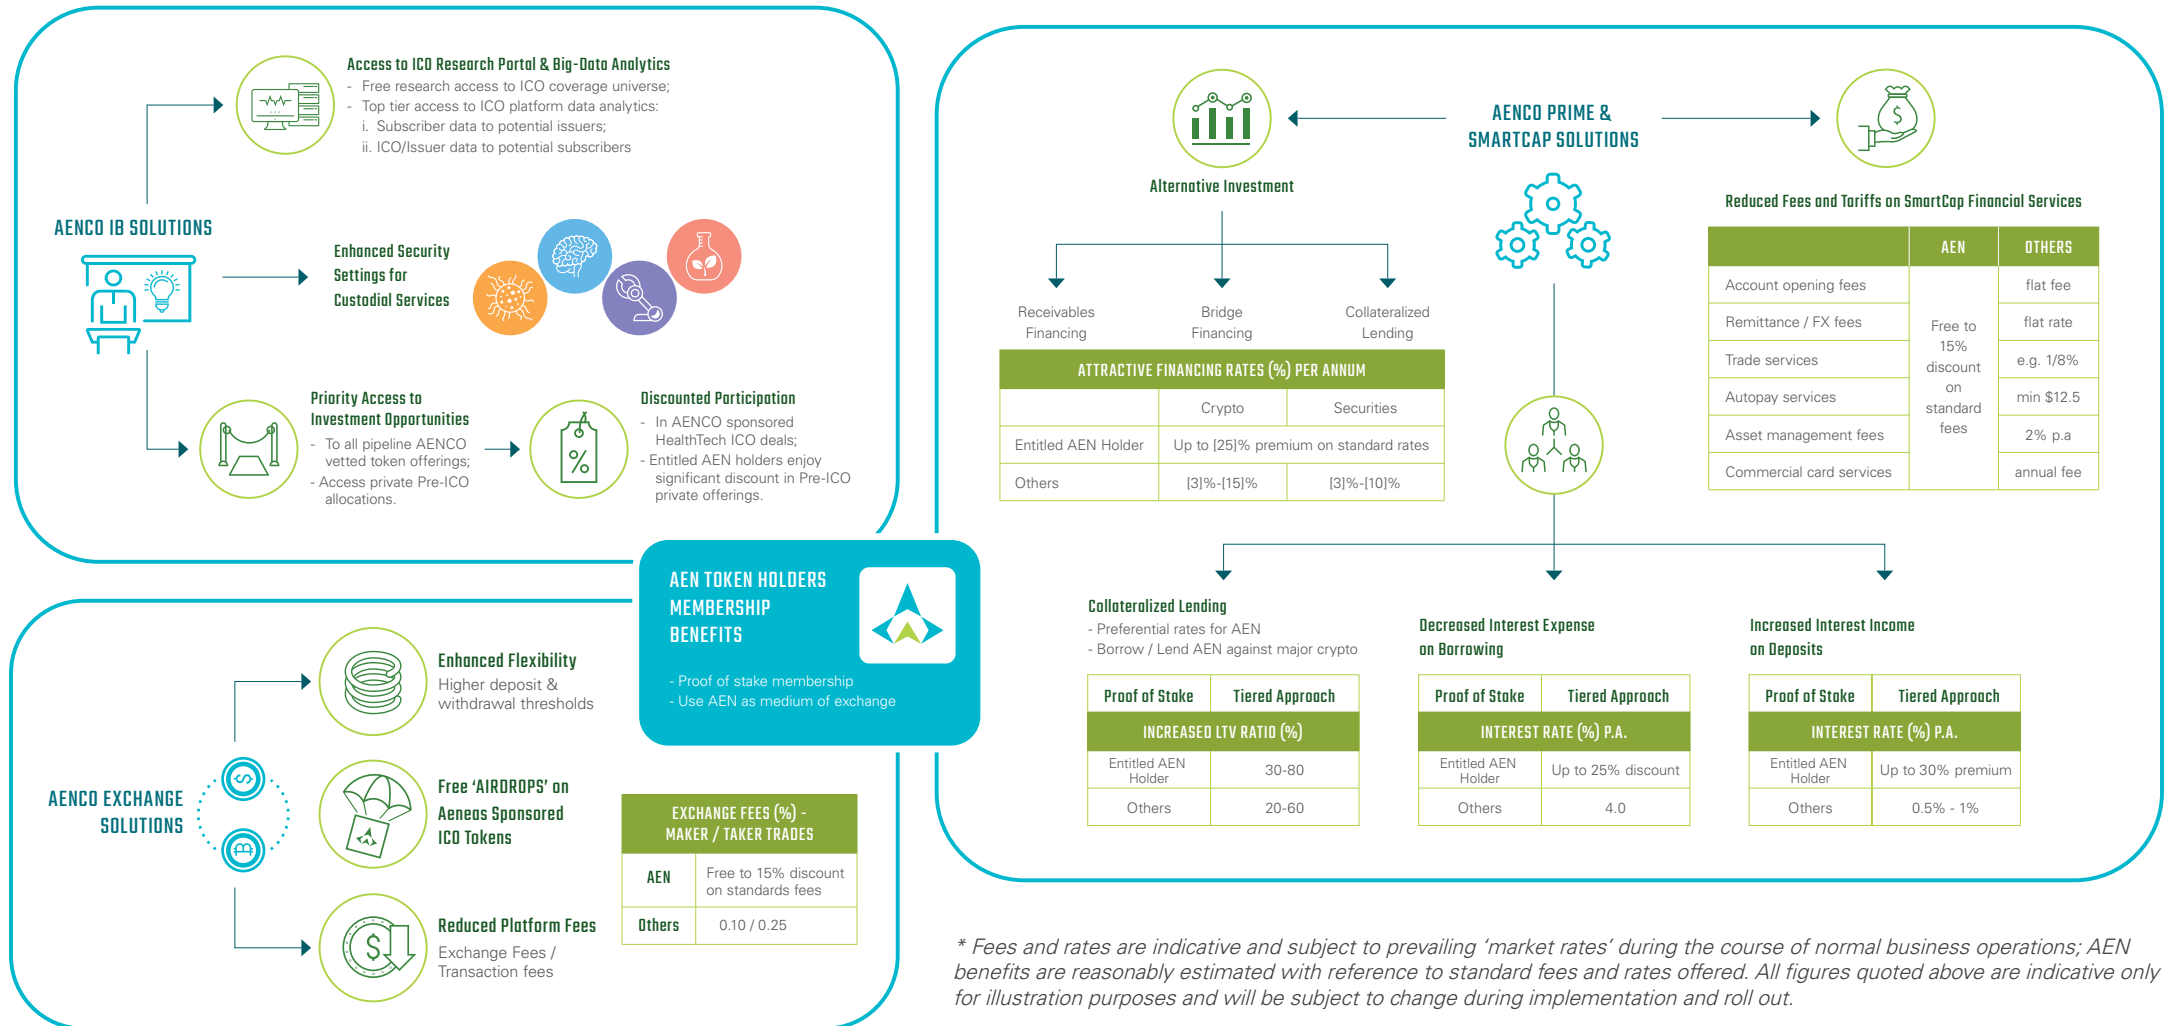 Access to ICO Research Portal & Big-Data Analytics
- Free research access to ICO coverage universe;
- Top tier access to ICO platform data analytics:
i. Subscriber data to potential issuers;
ii. ICO/Issuer data to potential subscribers
AENCO IB SOLUTIONS
Enhanced Security
Settings for
Custodial Services
Priority Access to
Investment Opportunities
- To all pipeline AENCO
vetted token offerings;
- Access private Pre-ICO
allocations.
Discounted Participation
- In AENCO sponsored
HealthTech ICO deals;
- Entitled AEN holders enjoy
significant discount in Pre-ICO
private offerings.
AEN TOKEN HOLDERS
MEMBERSHIP
BENEFITS
- Proof of stake membership
- Use AEN as medium of exchange
AENCO EXCHANGE
SOLUTIONS
Enhanced Flexibility
Higher deposit &
withdrawal thresholds
Free ‘AIRDROPS’ on
Aeneas Sponsored
ICO Tokens
Reduced Platform Fees
Exchange Fees /
Transaction fees
EXCHANGE FEES (%) -
MAKER / TAKER TRADES
AEN
Free to 15% discount
on standards fees
Others
0.10 / 0.25
AENCO PRIME &
SMARTCAP SOLUTIONS
Alternative Investment
Receivables
Financing
Bridge
Financing
Collateralized
Lending
ATTRACTIVE FINANCING RATES (%) PER ANNUM
Crypto
Securities
Entitled AEN Holder
Up to [25]% premium on standard rates
Others
[3]%-[15]%
[3]%-[10]%
$
Reduced Fees and Tariffs on SmartCap Financial Services
AEN
OTHERS
Account opening fees
flat fee
Remittance / FX fees
flat rate
Trade services
e.g. 1/8%
Autopay services
min $12.5
Asset management fees
2% p.a
Commercial card services
annual fee
Free to
15%
discount
on
standard
fees
Collateralized Lending
- Preferential rates for AEN
- Borrow / Lend AEN against major crypto
Proof of Stake
Tiered Approach
INCREASED LTV RATIO (%)
Entitled AEN
Holder
30-80
Others
20-60
Decreased Interest Expense
on Borrowing
Proof of Stake
Tiered Approach
INTEREST RATE (%) P.A.
Entitled AEN
Holder
Up to 25% discount
Others
4.0
Increased Interest Income
on Deposits
Proof of Stake
Tiered Approach
INTEREST RATE (%) P.A.
Entitled AEN
Holder
Up to 30% premium
Others
0.5% - 1%
* Fees and rates are indicative and subject to prevailing ‘market rates’ during the course of normal business operations; AEN
benefits are reasonably estimated with reference to standard fees and rates offered. All figures quoted above are indicative only
for illustration purposes and will be subject to change during implementation and roll out.